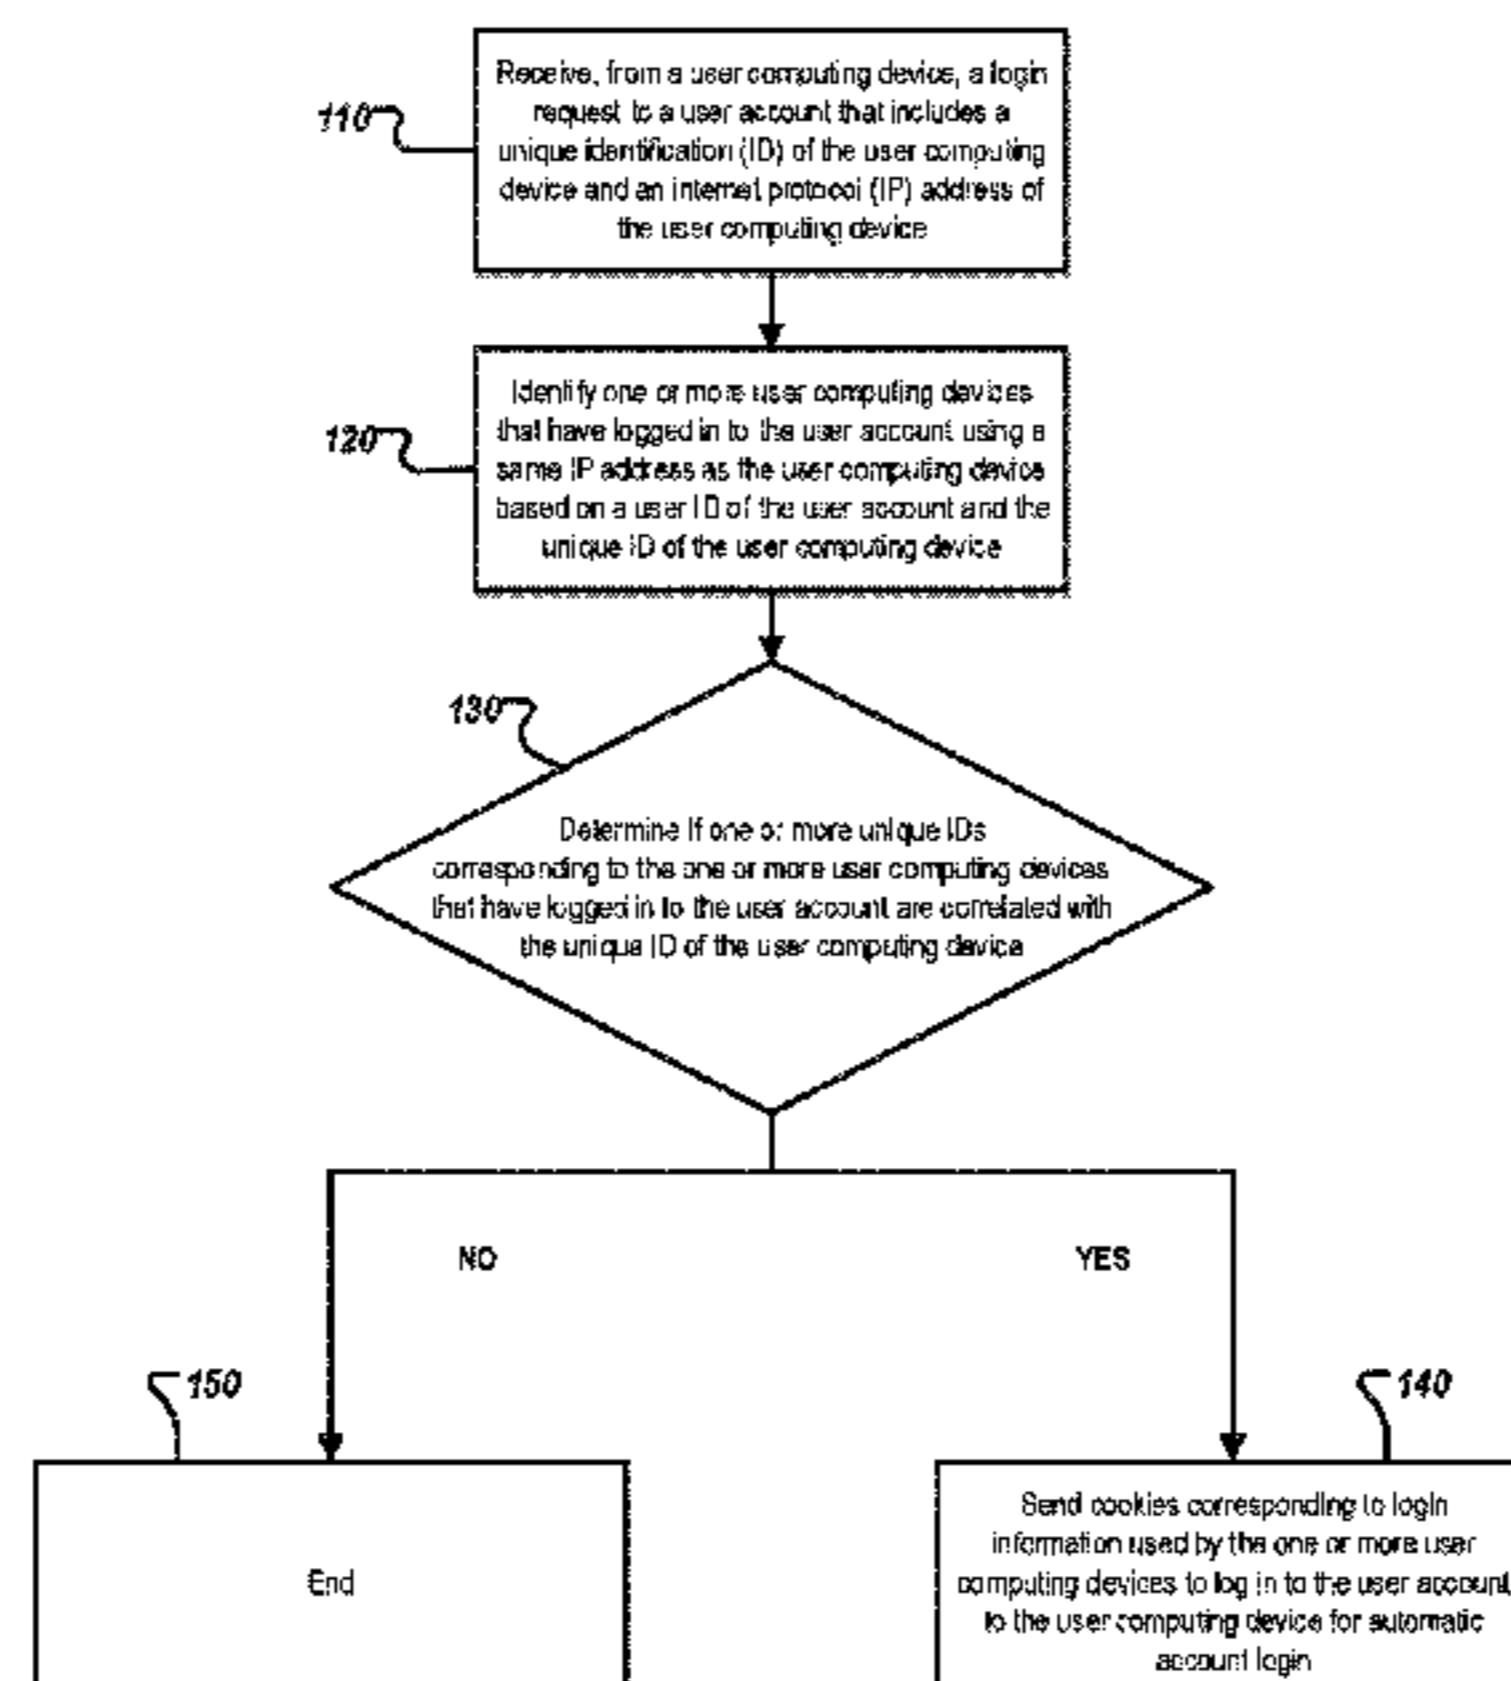 110
Receive, from a user computing device, a login
request to a user account that includes a
unique identification (ID) of the user computing
device and an internet protocol (IP) address of
the user computing device
120
Identify one or more user computing devices
that have logged in to the user account using a
same IP address as the user computing device
based on a user ID of the user account and the
unique ID of the user computing device
130
Determine if one or more unique IDs
corresponding to the one or more user computing devices
that have logged in to the user account are correlated with
the unique ID of the user computing device
NO
YES
150
140
End
Send cookies corresponding to login
information used by the one or more user
computing devices to log in to the user account
to the user computing device for automatic
account login